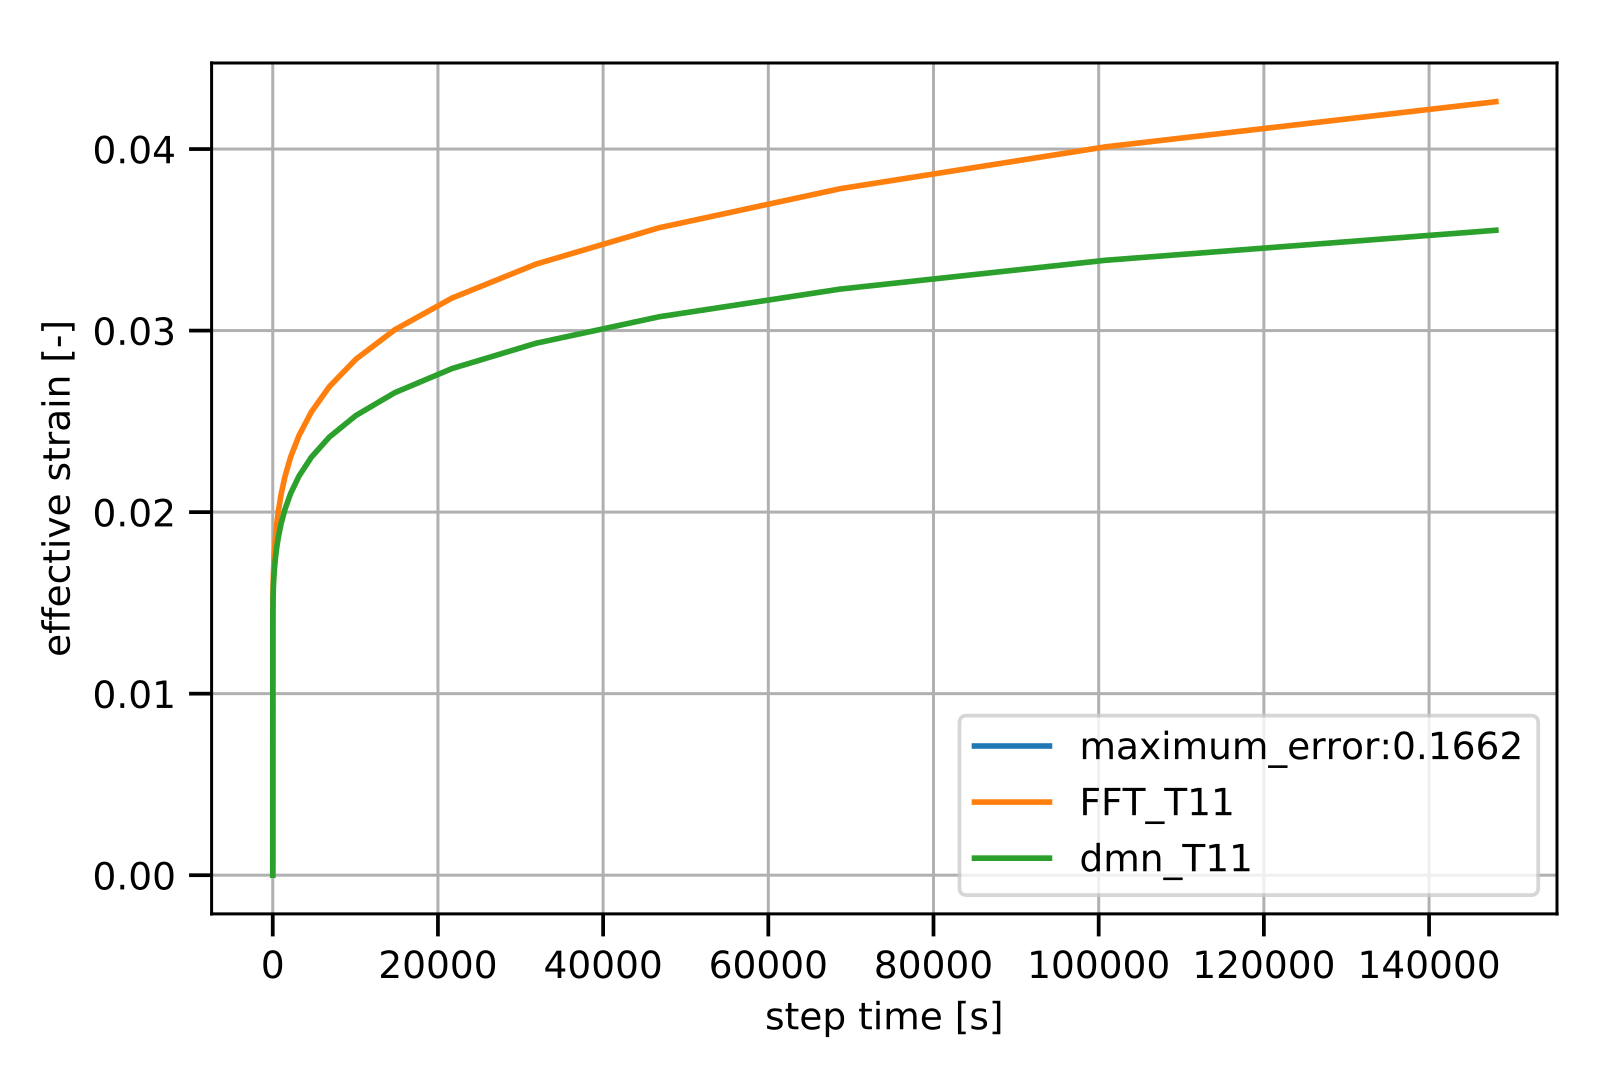 0.04
0.03
0.02
0.01
0.00
effective strain [-]
maximum_error:0.1662
FFT_T11
dmn_T11
0 20000 40000 60000 80000 100000 120000 140000
step time [s]